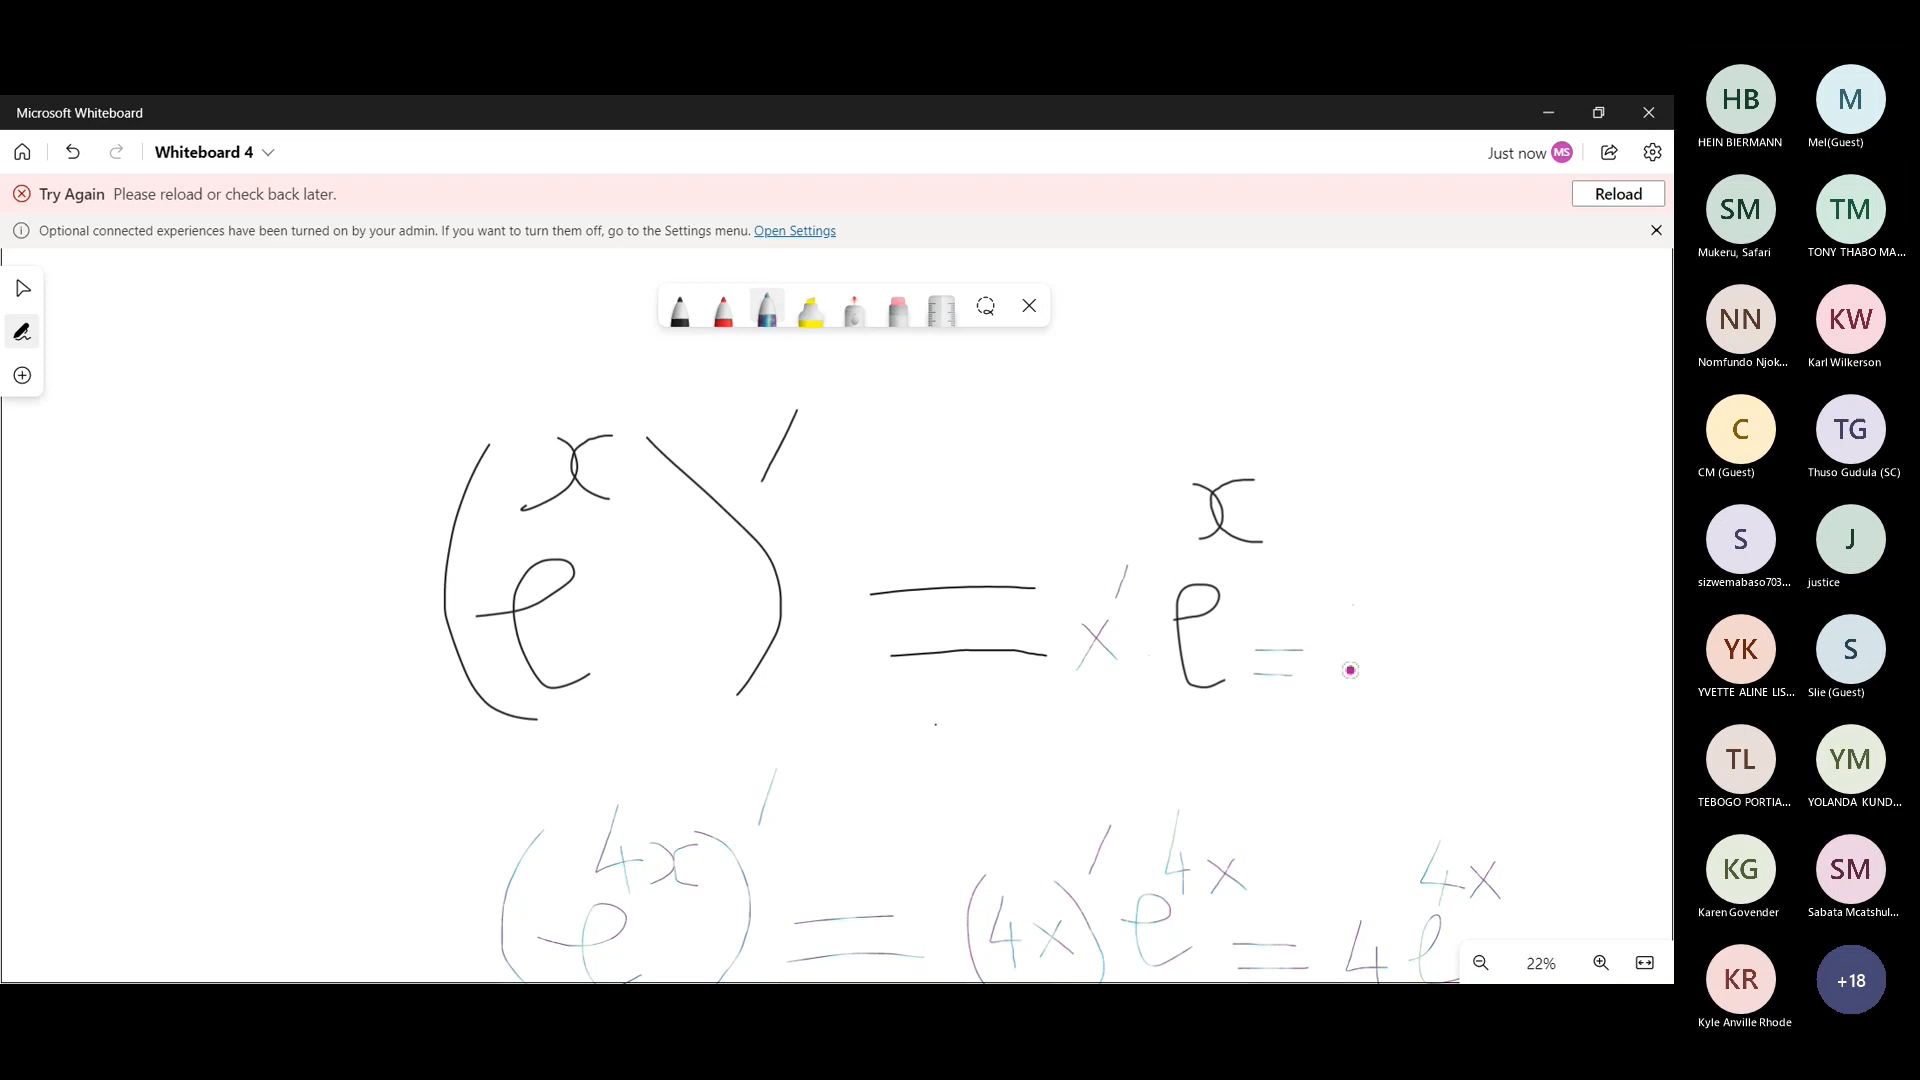 Microsoft Whiteboard
Whiteboard 4
Just now MS
Try Again Please reload or check back later.
Reload
Optional connected experiences have been turned on by your admin. If you want to turn them off, go to the Settings menu. Open Settings
(e^x)' = x' e^x =
(e^{4x})' = (4x)' e^{4x} = 4e^{4x}
22%
HB
HEIN BIERMANN
M
Mel(Guest)
SM
Mukeru, Safari
TM
TONY THABO MA...
NN
Nomfundo Njok...
KW
Karl Wilkerson
C
CM (Guest)
TG
Thuso Gudula (SC)
S
sizwemabaso703...
J
justice
YK
YVETTE ALINE LIS...
S
Slie (Guest)
TL
TEBOGO PORTIA...
YM
YOLANDA KUND...
KG
Karen Govender
SM
Sabata Mcatshul...
KR
Kyle Anville Rhode
+18